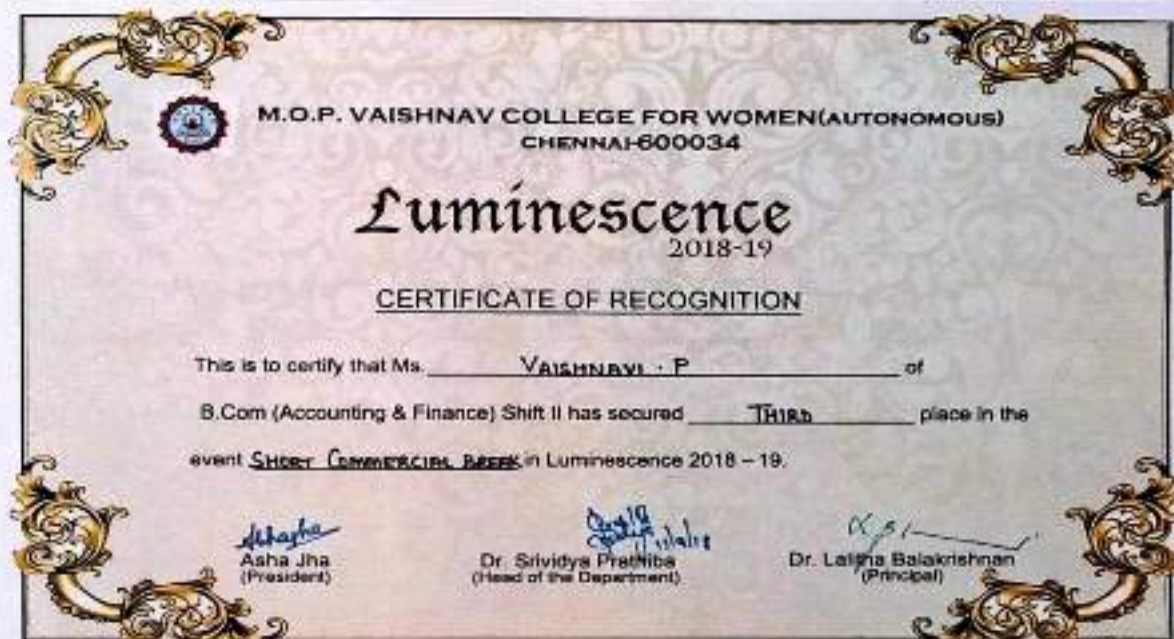 M.O.P. VAISHNAV COLLEGE FOR WOMEN(AUTONOMOUS)
CHENNAI-600034
Luminescence
2018-19
CERTIFICATE OF RECOGNITION
This is to certify that Ms. VAISHNAVI . P of
B.Com (Accounting & Finance) Shift II has secured THIRD place in the
event SHORT COMMERCIAL BREAK in Luminescence 2018 – 19.
Asha Jha
(President)
Dr. Srividya Prathiba
(Head of the Department)
Dr. Lalitha Balakrishnan
(Principal)